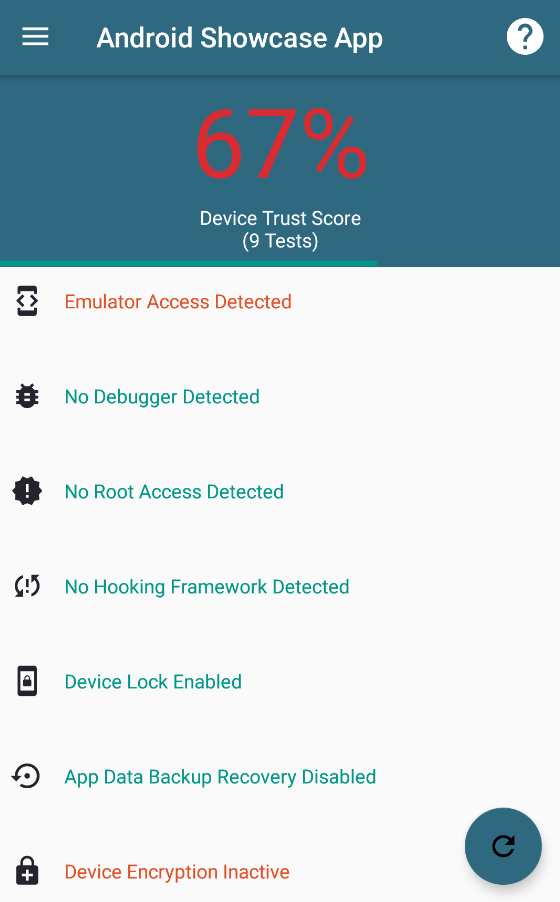 Android Showcase App
67%
Device Trust Score
(9 Tests)
Emulator Access Detected
No Debugger Detected
No Root Access Detected
No Hooking Framework Detected
Device Lock Enabled
App Data Backup Recovery Disabled
Device Encryption Inactive